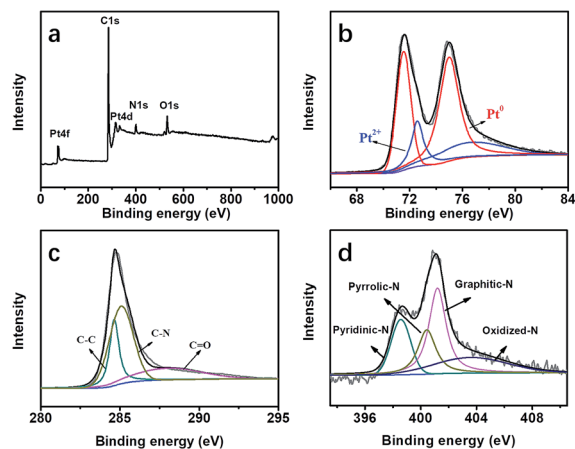 a
C1s
Pt4f
Pt4d
N1s
O1s
Intensity
0 200 400 600 800 1000
Binding energy (eV)
b
Pt2+
Pt0
Intensity
68 72 76 80 84
Binding energy (eV)
c
C-C
C-N
C=O
Intensity
280 285 290 295
Binding energy (eV)
d
Pyrrolic-N
Graphitic-N
Pyridinic-N
Oxidized-N
Intensity
396 400 404 408
Binding energy (eV)